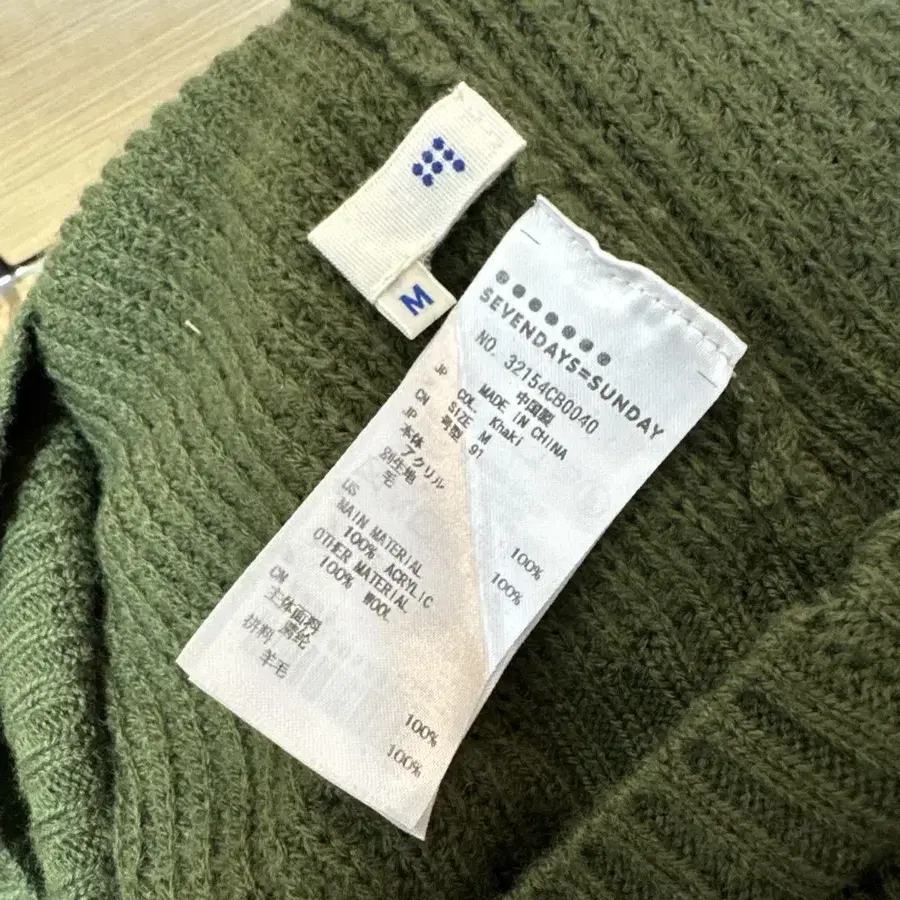 M
SEVENDAYS=SUNDAY
NO. 32154CB0040
中国製
MADE IN CHINA
JP COL. Khaki
CN SIZE M
JP 号型 91
本体 アクリル 100%
別生地 毛 100%
US
MAIN MATERIAL
100% ACRYLIC
OTHER MATERIAL
100% WOOL
CN
主体面料 腈纶 100%
拼料 羊毛 100%